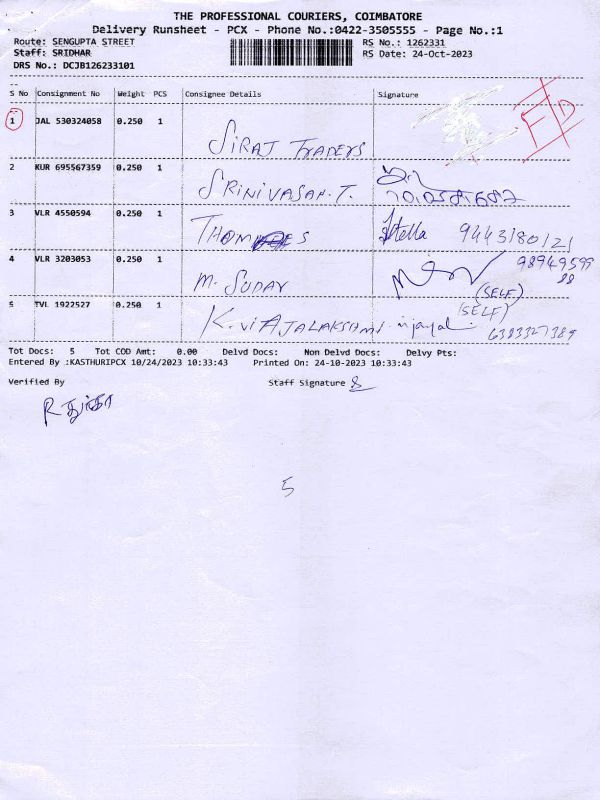 THE PROFESSIONAL COURIERS, COIMBATORE
Delivery Runsheet - PCX - Phone No.:0422-3505555 - Page No.:1
Route: SENGUPTA STREET RS No.: 1262331
Staff: SRIDHAR RS Date: 24-Oct-2023
DRS No.: DCJB126233101
S No Consignment No Weight PCS Consignee Details Signature
1 JAL 530324058 0.250 1 SIRAJ TRADERS
2 KUR 695567359 0.250 1 SRINIVASAN.T.
3 VLR 4550594 0.250 1 Stella 9443180121
4 VLR 3203053 0.250 1 M. SUDAV (SELF) 9894959988
5 TVL 1922527 0.250 1 K.VIJAJALAKSHMI (SELF) 6383327389
Tot Docs: 5 Tot COD Amt: 0.00 Delvd Docs: Non Delvd Docs: Delvy Pts:
Entered By :KASTHURIPCX 10/24/2023 10:33:43 Printed On: 24-10-2023 10:33:43
Verified By Staff Signature
5